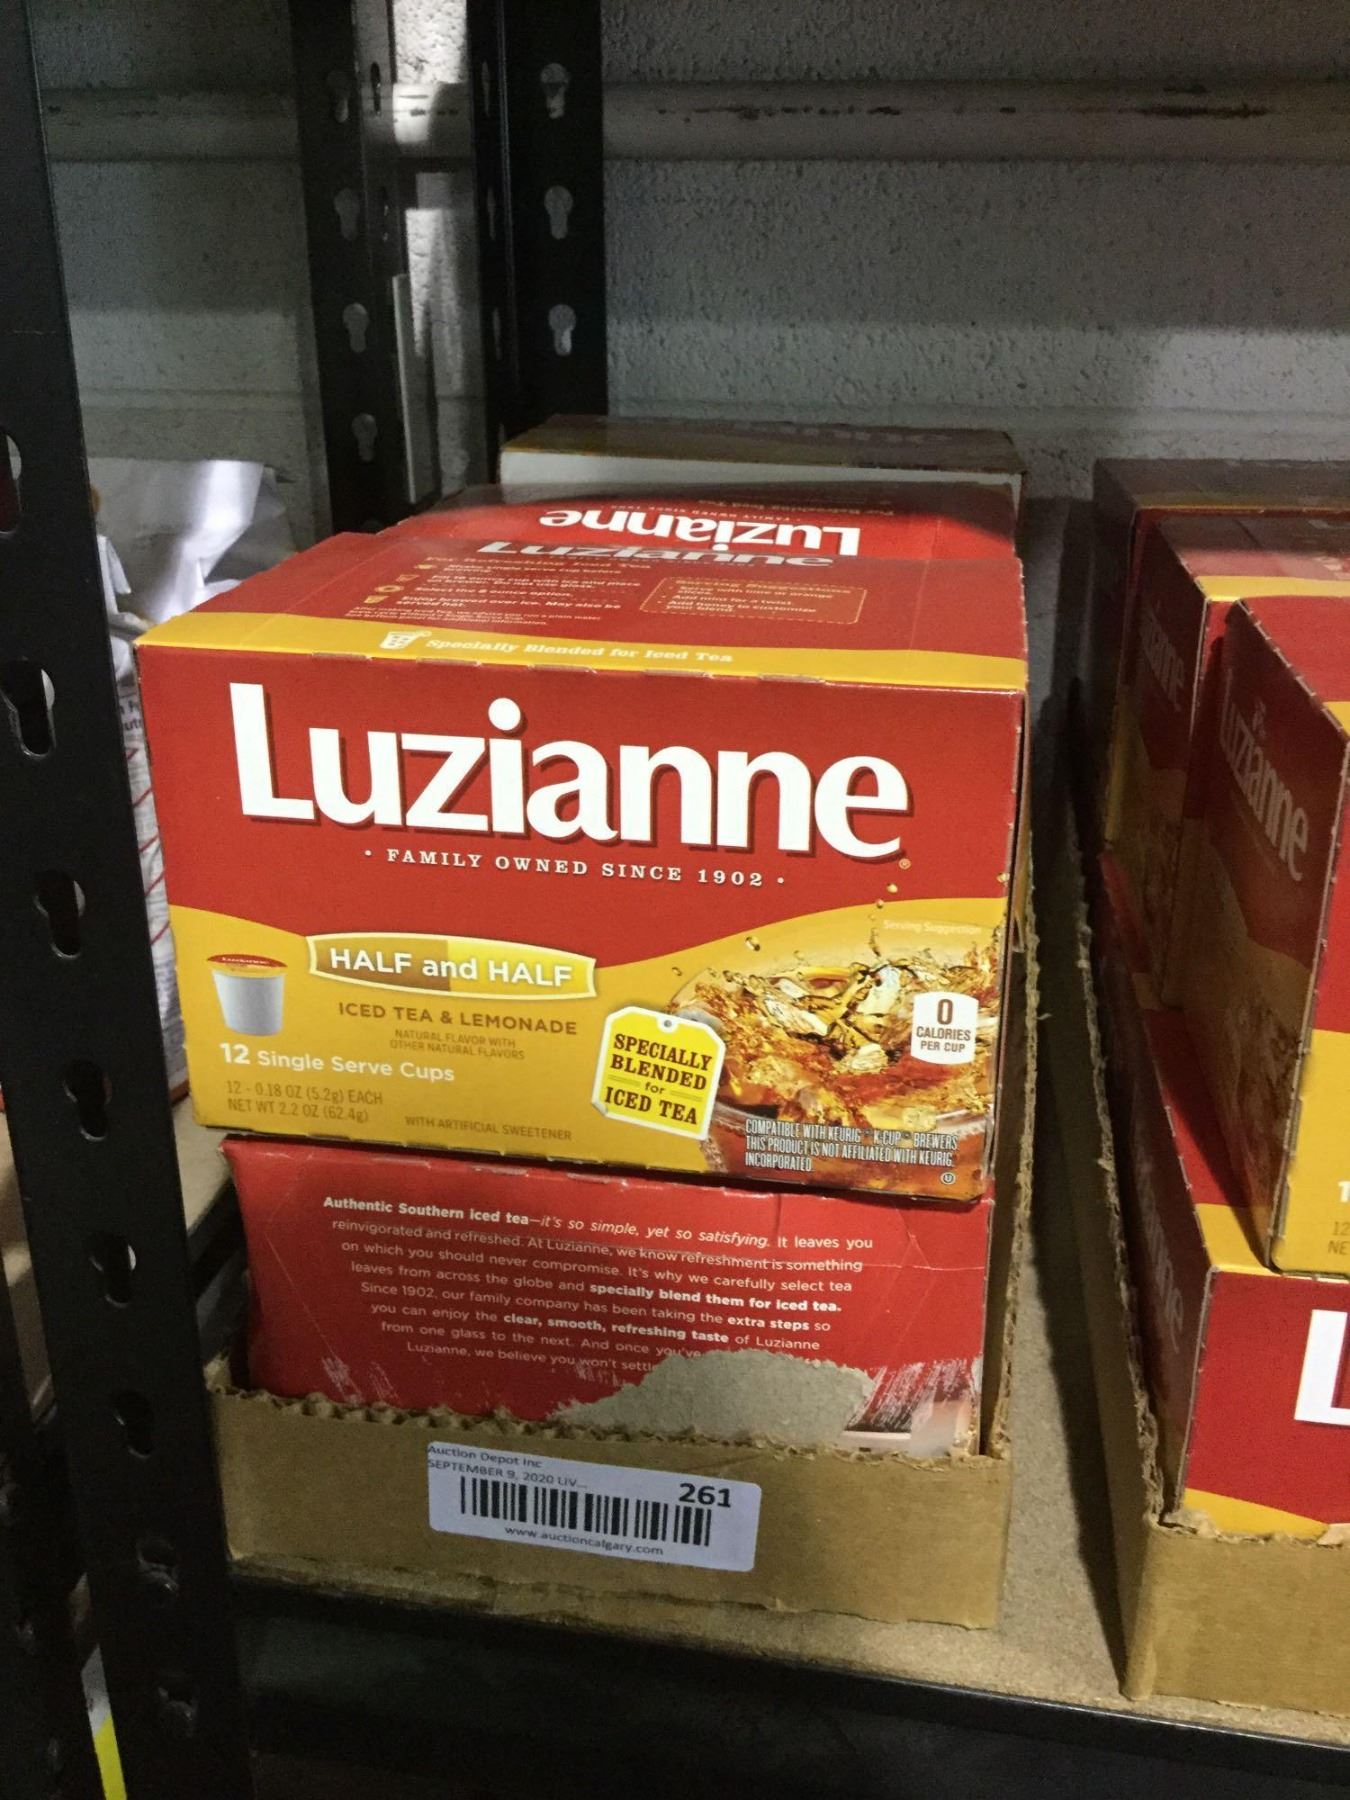 Luzianne
Luzianne
Specially Blended for Iced Tea
Luzianne
• FAMILY OWNED SINCE 1902 •
Serving Suggestion
HALF and HALF
ICED TEA & LEMONADE
NATURAL FLAVOR WITH
OTHER NATURAL FLAVORS
12 Single Serve Cups
12 - 0.18 OZ (5.2g) EACH
NET WT 2.2 OZ (62.4g)
WITH ARTIFICIAL SWEETENER
SPECIALLY
BLENDED
for
ICED TEA
0
CALORIES
PER CUP
COMPATIBLE WITH KEURIG K-CUP BREWERS
THIS PRODUCT IS NOT AFFILIATED WITH KEURIG,
INCORPORATED
Authentic Southern iced tea—it's so simple, yet so satisfying. It leaves you
reinvigorated and refreshed. At Luzianne, we know refreshment is something
on which you should never compromise. It's why we carefully select tea
leaves from across the globe and specially blend them for iced tea.
Since 1902, our family company has been taking the extra steps so
you can enjoy the clear, smooth, refreshing taste of Luzianne
from one glass to the next. And once you've
Luzianne, we believe you won't settle
Auction Depot Inc
SEPTEMBER 9, 2020 LIV...
261
www.auctioncalgary.com
Luzianne
L